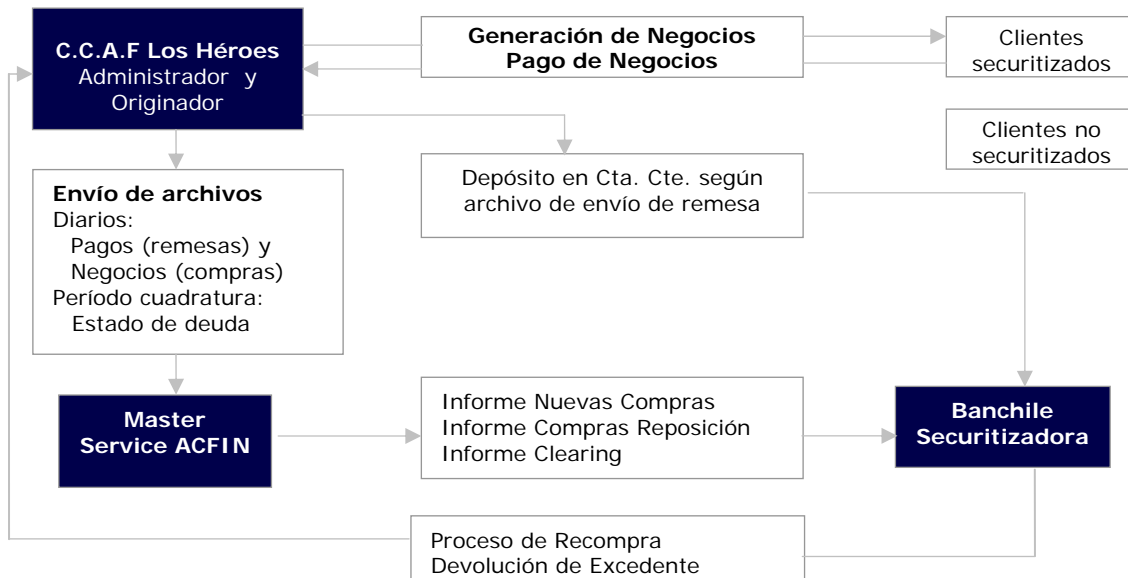 C.C.A.F Los Héroes
Administrador y
Originador
Generación de Negocios
Pago de Negocios
Clientes
securitizados
Clientes no
securitizados
Envío de archivos
Diarios:
Pagos (remesas) y
Negocios (compras)
Período cuadratura:
Estado de deuda
Depósito en Cta. Cte. según
archivo de envío de remesa
Master
Service ACFIN
Informe Nuevas Compras
Informe Compras Reposición
Informe Clearing
Banchile
Securitizadora
Proceso de Recompra
Devolución de Excedente